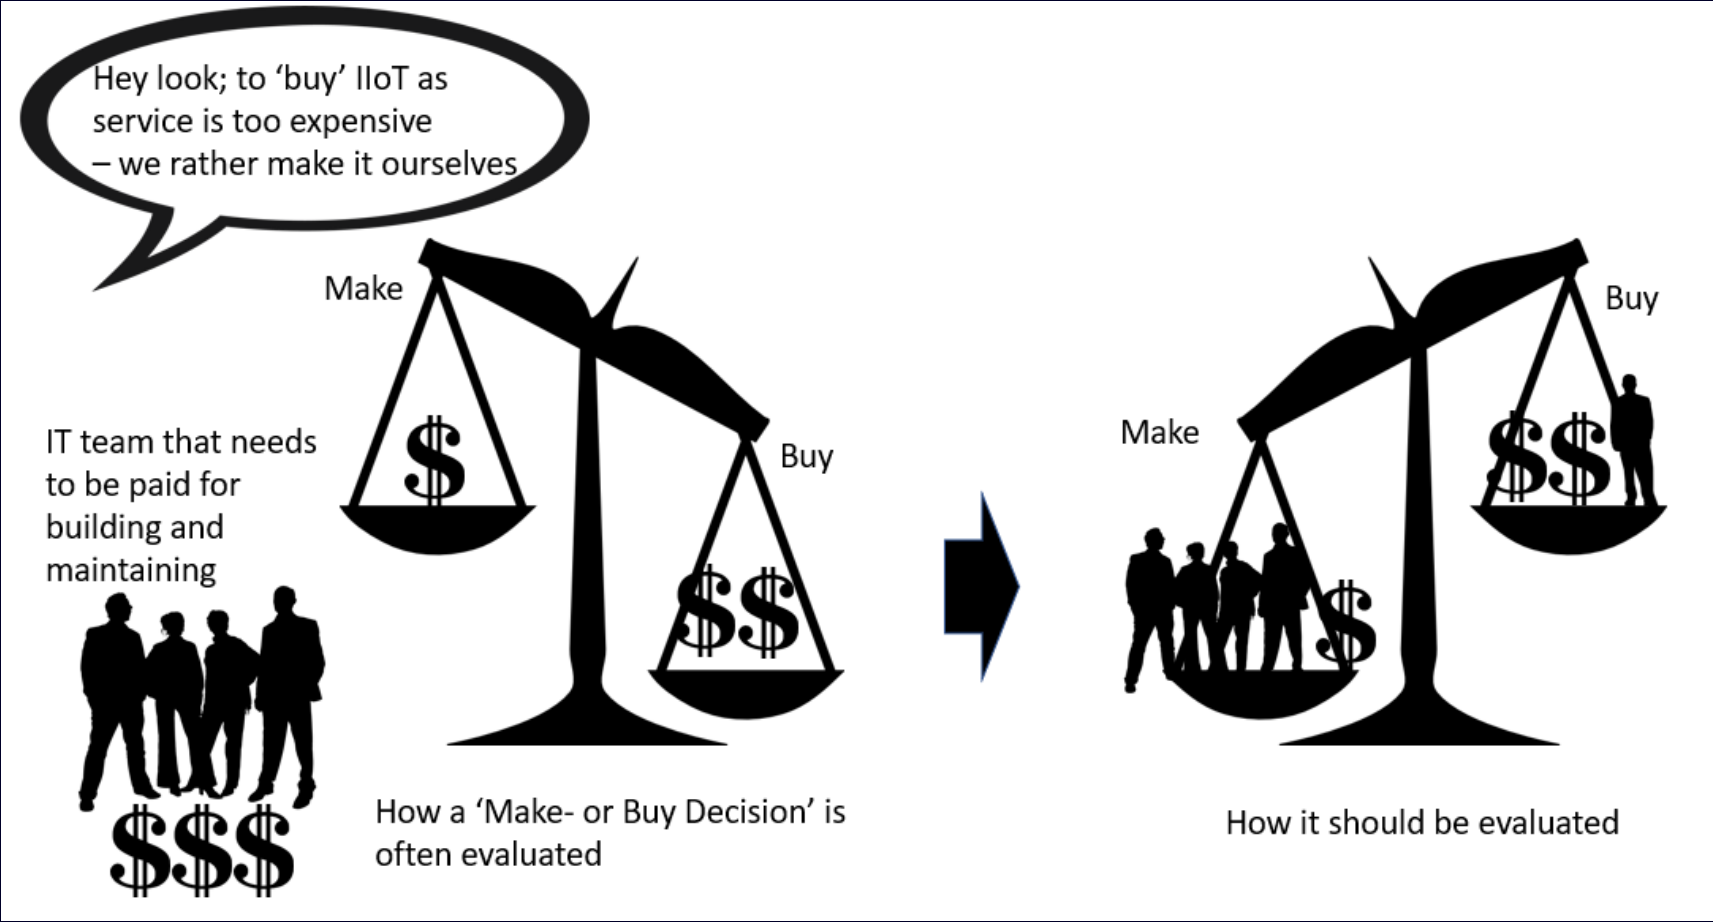 Hey look; to ‘buy’ IIoT as
service is too expensive
– we rather make it ourselves
Make
$
Buy
$$
IT team that needs
to be paid for
building and
maintaining
$$$
How a ‘Make- or Buy Decision’ is
often evaluated
Buy
$$
Make
$
How it should be evaluated